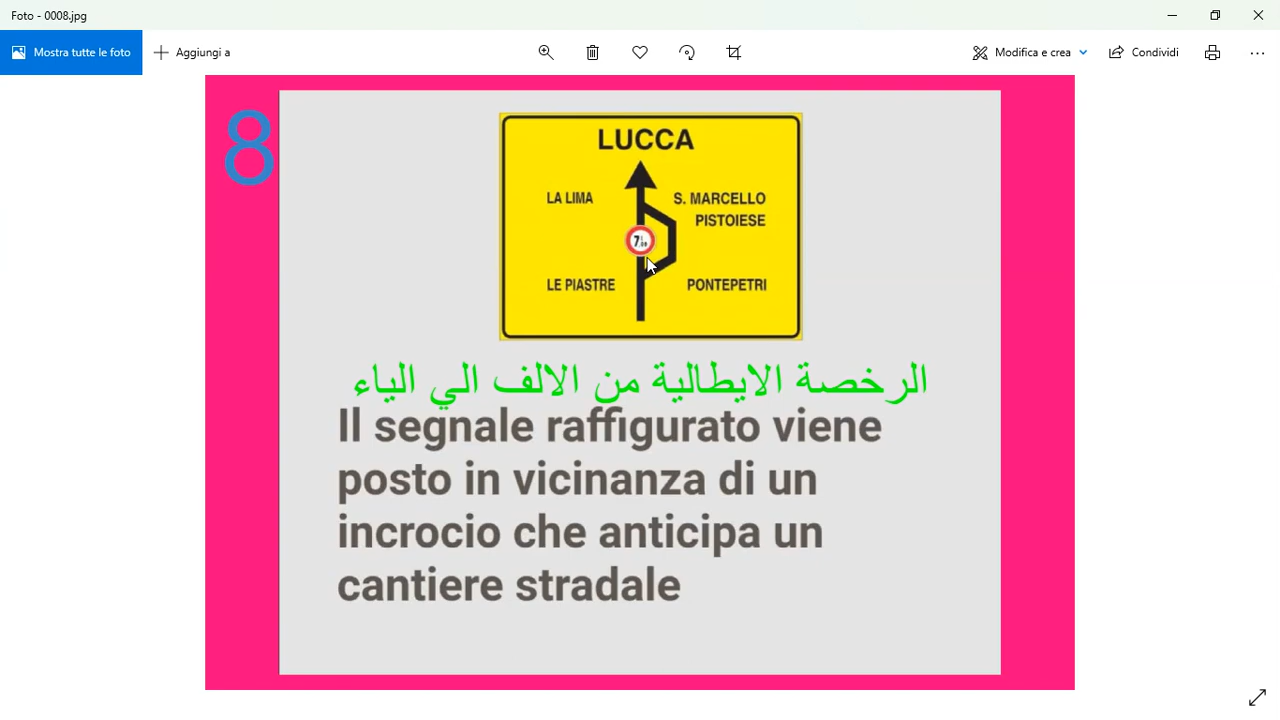 Foto - 0008.jpg
Mostra tutte le foto
Aggiungi a
Modifica e crea
Condividi
8
LUCCA
LA LIMA
S. MARCELLO
PISTOIESE
LE PIASTRE
PONTEPETRI
الرخصة الايطالية من الالف الي الياء
Il segnale raffigurato viene
posto in vicinanza di un
incrocio che anticipa un
cantiere stradale